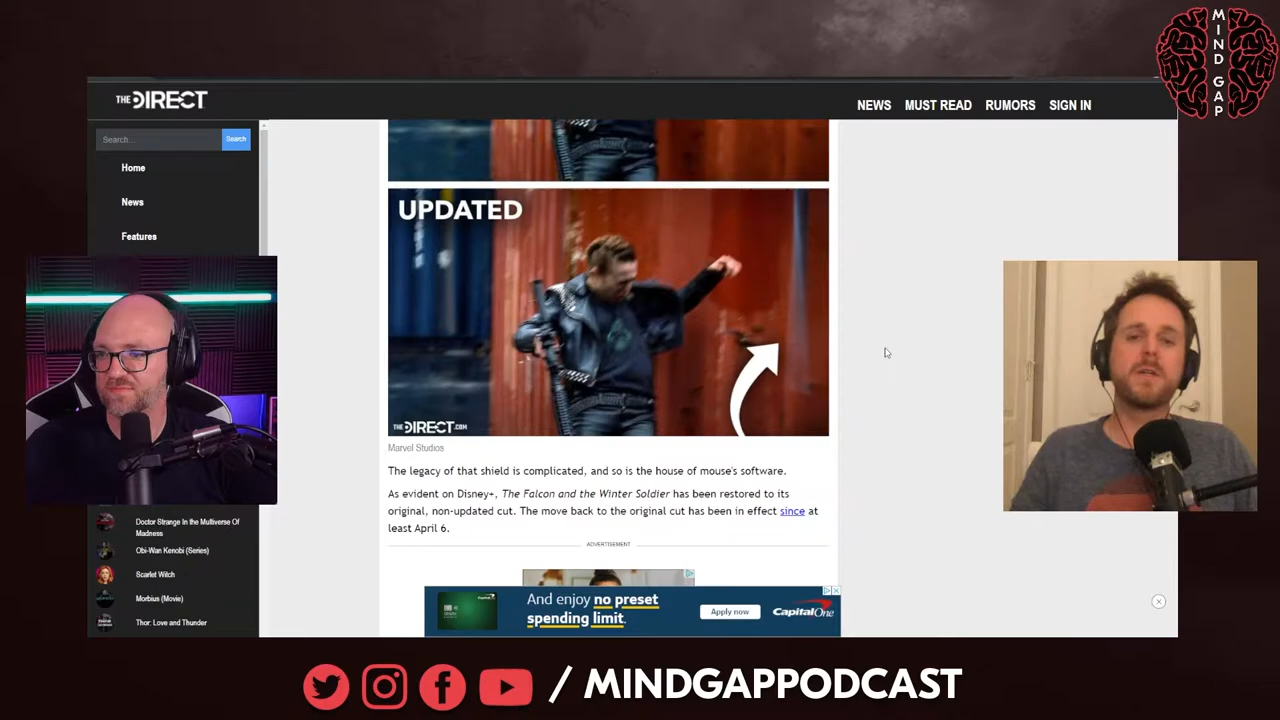 MIND GAP
THE DIRECT
NEWS MUST READ RUMORS SIGN IN
Search...
Search
Home
News
Features
Doctor Strange In the Multiverse Of
Madness
Obi-Wan Kenobi (Series)
Scarlet Witch
Morbius (Movie)
Thor: Love and Thunder
UPDATED
THE DIRECT.COM
Marvel Studios
The legacy of that shield is complicated, and so is the house of mouse's software.
As evident on Disney+, The Falcon and the Winter Soldier has been restored to its
original, non-updated cut. The move back to the original cut has been in effect since at
least April 6.
ADVERTISEMENT
And enjoy no preset
spending limit.
Apply now
CapitalOne
/ MINDGAPPODCAST